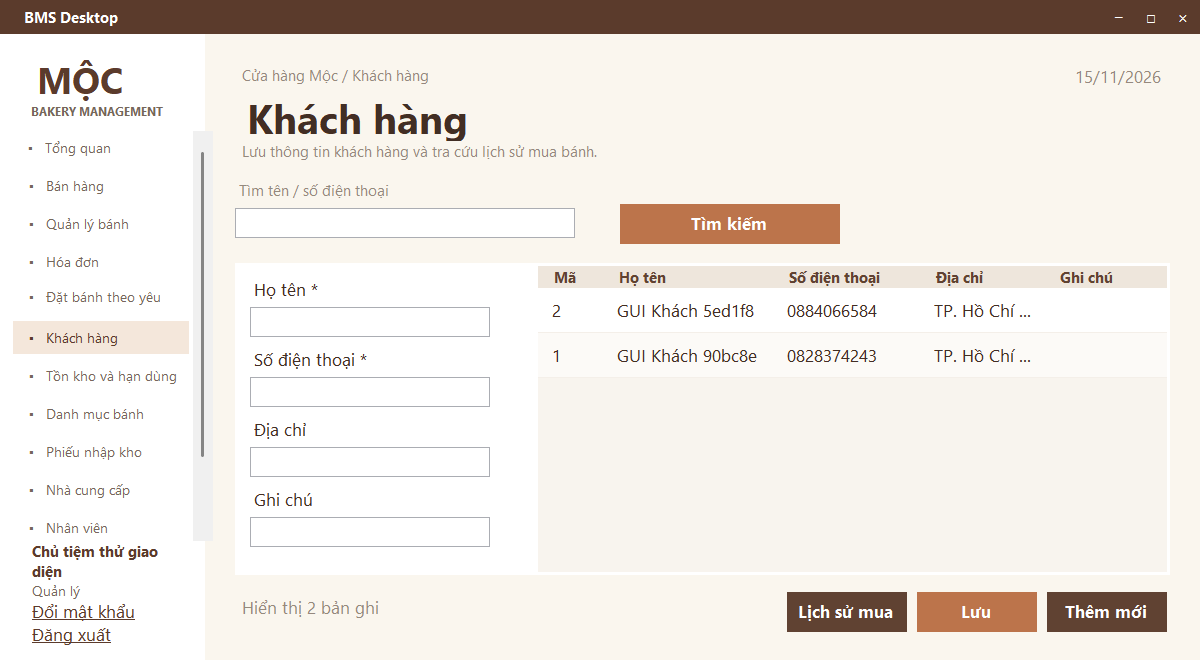 BMS Desktop
MỘC
BAKERY MANAGEMENT
Tổng quan
Bán hàng
Quản lý bánh
Hóa đơn
Đặt bánh theo yêu
Khách hàng
Tồn kho và hạn dùng
Danh mục bánh
Phiếu nhập kho
Nhà cung cấp
Nhân viên
Chủ tiệm thử giao
diện
Quản lý
Đổi mật khẩu
Đăng xuất
Cửa hàng Mộc / Khách hàng
15/11/2026
Khách hàng
Lưu thông tin khách hàng và tra cứu lịch sử mua bánh.
Tìm tên / số điện thoại
Tìm kiếm
Họ tên *
Số điện thoại *
Địa chỉ
Ghi chú
Mã Họ tên Số điện thoại Địa chỉ Ghi chú
2 GUI Khách 5ed1f8 0884066584 TP. Hồ Chí ...
1 GUI Khách 90bc8e 0828374243 TP. Hồ Chí ...
Hiển thị 2 bản ghi
Lịch sử mua
Lưu
Thêm mới